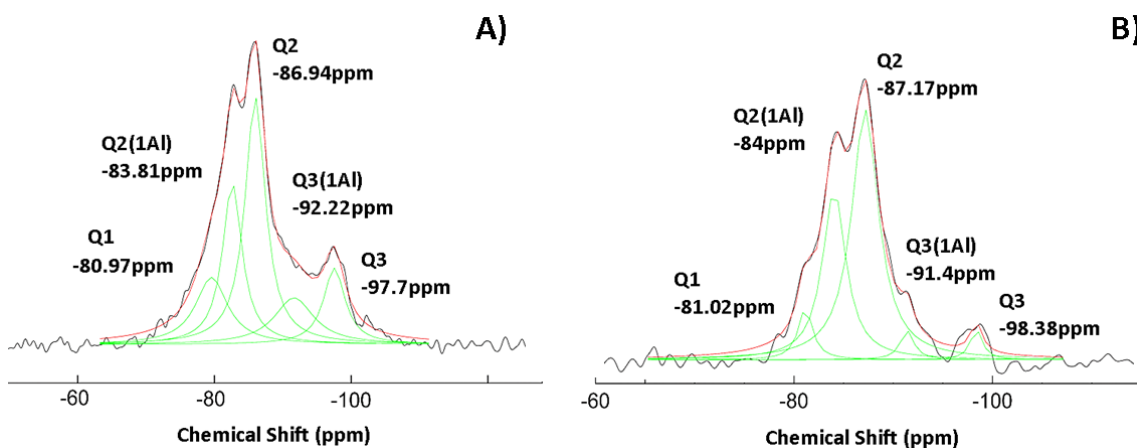 A)
Q2
-86.94ppm
Q2(1Al)
-83.81ppm
Q3(1Al)
-92.22ppm
Q1
-80.97ppm
Q3
-97.7ppm
-60
-80
-100
Chemical Shift (ppm)
B)
Q2
-87.17ppm
Q2(1Al)
-84ppm
Q3(1Al)
-91.4ppm
Q1
-81.02ppm
Q3
-98.38ppm
-60
-80
-100
Chemical Shift (ppm)